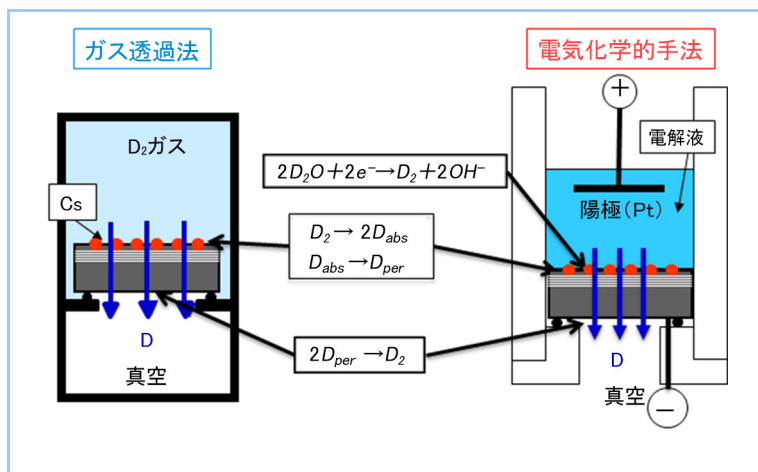 ガス透過法
電気化学的手法
+
D₂ガス
電解液
2D₂O+2e⁻→D₂+2OH⁻
陽極(Pt)
Cs
D₂→ 2Dabs
Dabs→Dper
D
2Dper→D₂
D
真空
真空
−